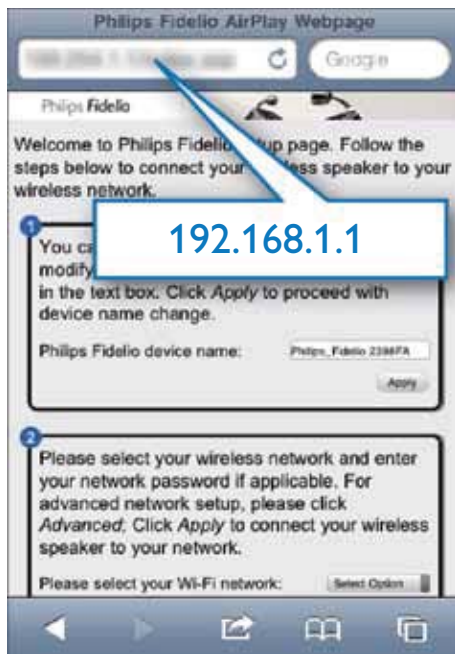 Philips Fidelio AirPlay Webpage
Google
Philips Fidelio
Welcome to Philips Fidelio setup page. Follow the
steps below to connect your wireless speaker to your
wireless network.
192.168.1.1
1
You ca
modify
in the text box. Click Apply to proceed with
device name change.
Philips Fidelio device name:
Philips_Fidelio 2398FA
Apply
2
Please select your wireless network and enter
your network password if applicable. For
advanced network setup, please click
Advanced. Click Apply to connect your wireless
speaker to your network.
Please select your Wi-Fi network:
Select Option